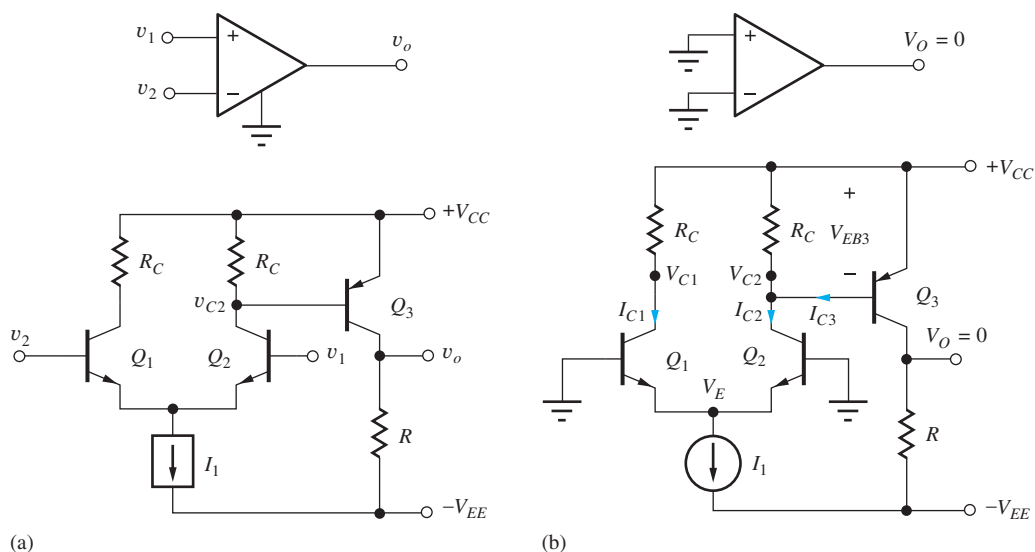 v1
+
vo
v2
−
+VCC
RC
RC
vC2
Q3
v2
Q1
Q2
v1
vo
R
I1
−VEE
(a)
+
VO = 0
−
+VCC
+
RC
RC
VEB3
VC1
VC2
−
Q3
IC1
IC2
IC3
VO = 0
Q1
Q2
VE
R
I1
−VEE
(b)